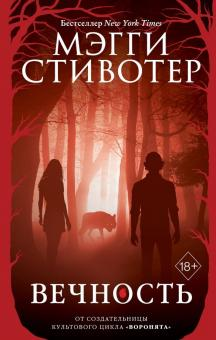 Бестселлер New York Times
МЭГГИ
СТИВОТЕР
18+
ВЕЧНОСТЬ
ОТ СОЗДАТЕЛЬНИЦЫ
КУЛЬТОВОГО ЦИКЛА «ВОРОНЯТА»